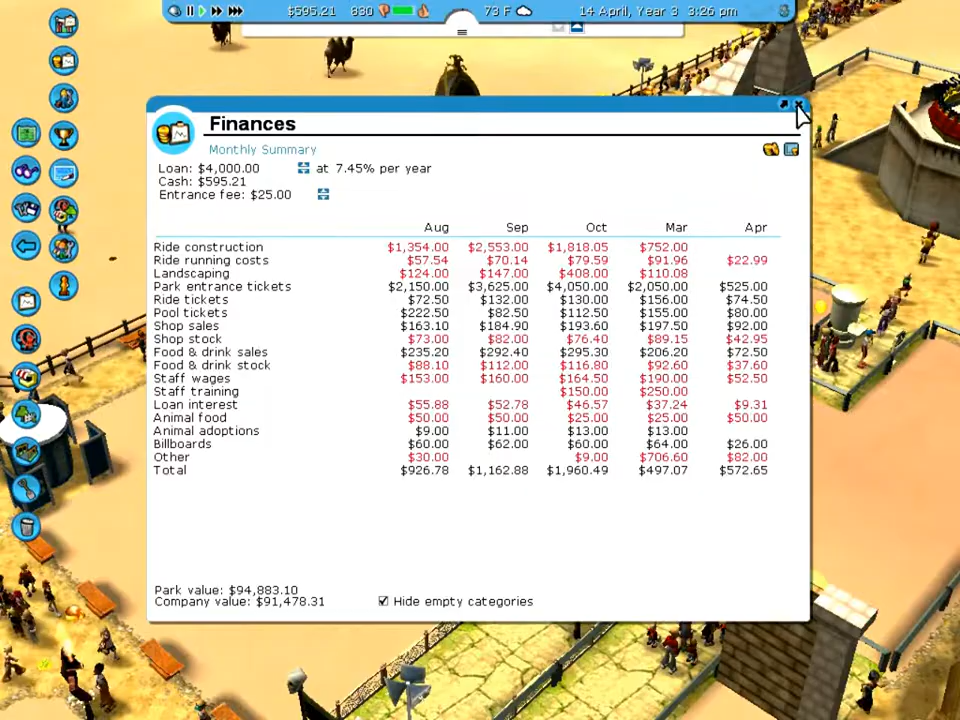 $595.21 830 73 F 14 April, Year 3 3:26 pm
Finances
Monthly Summary
Loan: $4,000.00 at 7.45% per year
Cash: $595.21
Entrance fee: $25.00
Aug Sep Oct Mar Apr
Ride construction $1,354.00 $2,553.00 $1,818.05 $752.00
Ride running costs $57.54 $70.14 $79.59 $91.96 $22.99
Landscaping $124.00 $147.00 $408.00 $110.08
Park entrance tickets $2,150.00 $3,625.00 $4,050.00 $2,050.00 $525.00
Ride tickets $72.50 $132.00 $130.00 $156.00 $74.50
Pool tickets $222.50 $82.50 $112.50 $155.00 $80.00
Shop sales $163.10 $184.90 $193.60 $197.50 $92.00
Shop stock $73.00 $82.00 $76.40 $89.15 $42.95
Food & drink sales $235.20 $292.40 $295.30 $206.20 $72.50
Food & drink stock $88.10 $112.00 $116.80 $92.60 $37.60
Staff wages $153.00 $160.00 $164.50 $190.00 $52.50
Staff training $150.00 $250.00
Loan interest $55.88 $52.78 $46.57 $37.24 $9.31
Animal food $50.00 $50.00 $25.00 $25.00 $50.00
Animal adoptions $9.00 $11.00 $13.00 $13.00
Billboards $60.00 $62.00 $60.00 $64.00 $26.00
Other $30.00 $9.00 $706.60 $82.00
Total $926.78 $1,162.88 $1,960.49 $497.07 $572.65
Park value: $94,883.10
Company value: $91,478.31
Hide empty categories